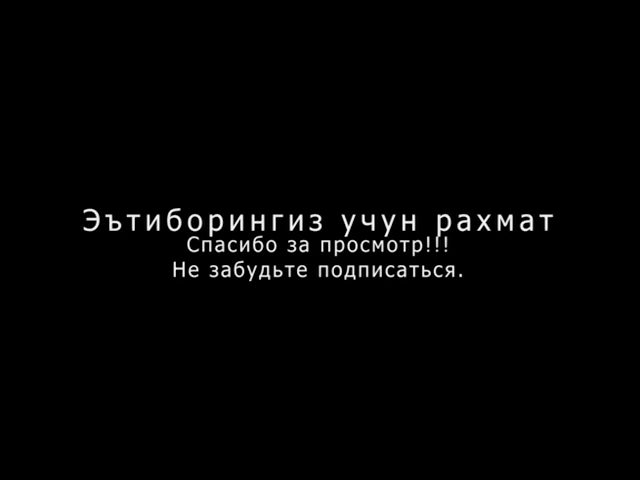 Эътиборингиз учун рахмат
Спасибо за просмотр!!!
Не забудьте подписаться.